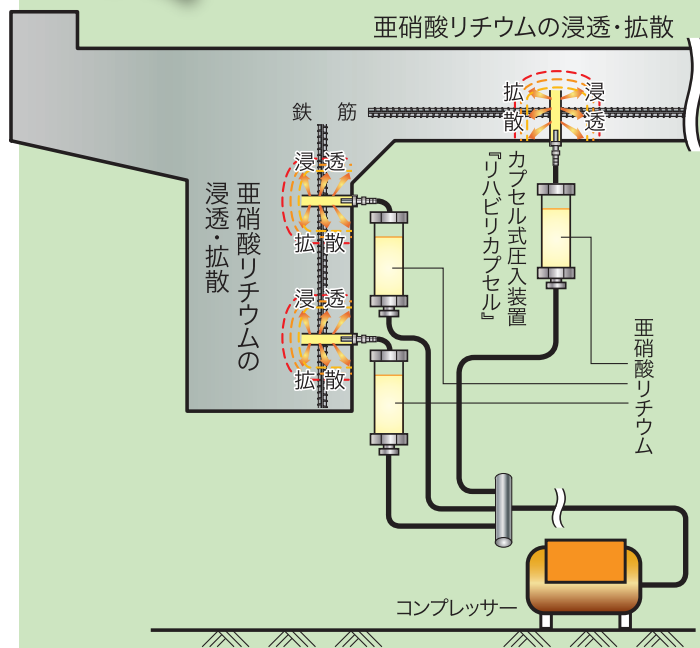 亜硝酸リチウムの浸透・拡散
拡 浸
散 透
鉄筋
浸 透
拡 散
亜硝酸リチウムの
浸透・拡散
浸 透
拡 散
カプセル式圧入装置
『リハビリカプセル』
亜硝酸リチウム
コンプレッサー